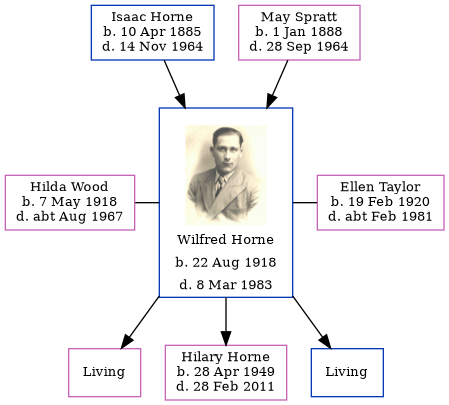 Isaac Horne
b. 10 Apr 1885
d. 14 Nov 1964
May Spratt
b. 1 Jan 1888
d. 28 Sep 1964
Hilda Wood
b. 7 May 1918
d. abt Aug 1967
Wilfred Horne
b. 22 Aug 1918
d. 8 Mar 1983
Ellen Taylor
b. 19 Feb 1920
d. abt Feb 1981
Living
Hilary Horne
b. 28 Apr 1949
d. 28 Feb 2011
Living